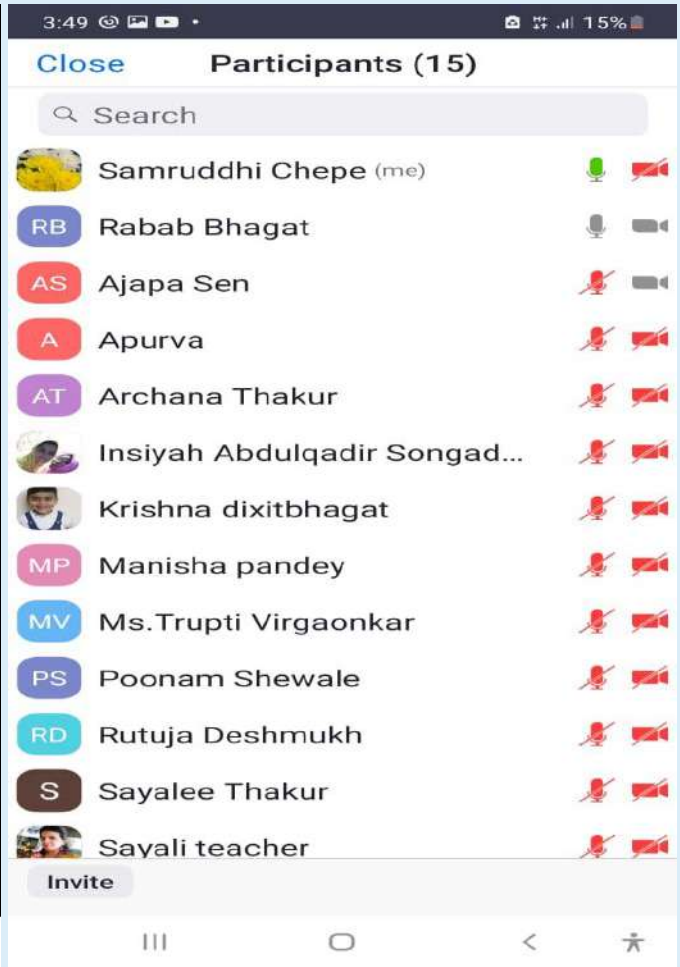 3:49 15%
Close Participants (15)
Search
Samruddhi Chepe (me)
RB Rabab Bhagat
AS Ajapa Sen
A Apurva
AT Archana Thakur
Insiyah Abdulqadir Songad...
Krishna dixitbhagat
MP Manisha pandey
MV Ms.Trupti Virgaonkar
PS Poonam Shewale
RD Rutuja Deshmukh
S Sayalee Thakur
Sayali teacher
Invite